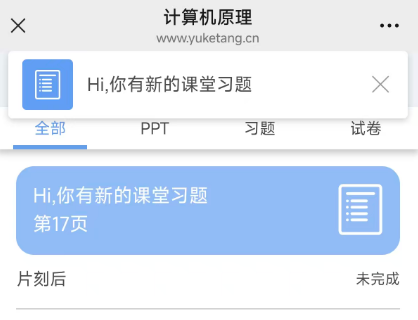 计算机原理
www.yuketang.cn
Hi,你有新的课堂习题
全部 PPT 习题 试卷
Hi,你有新的课堂习题
第17页
片刻后 未完成